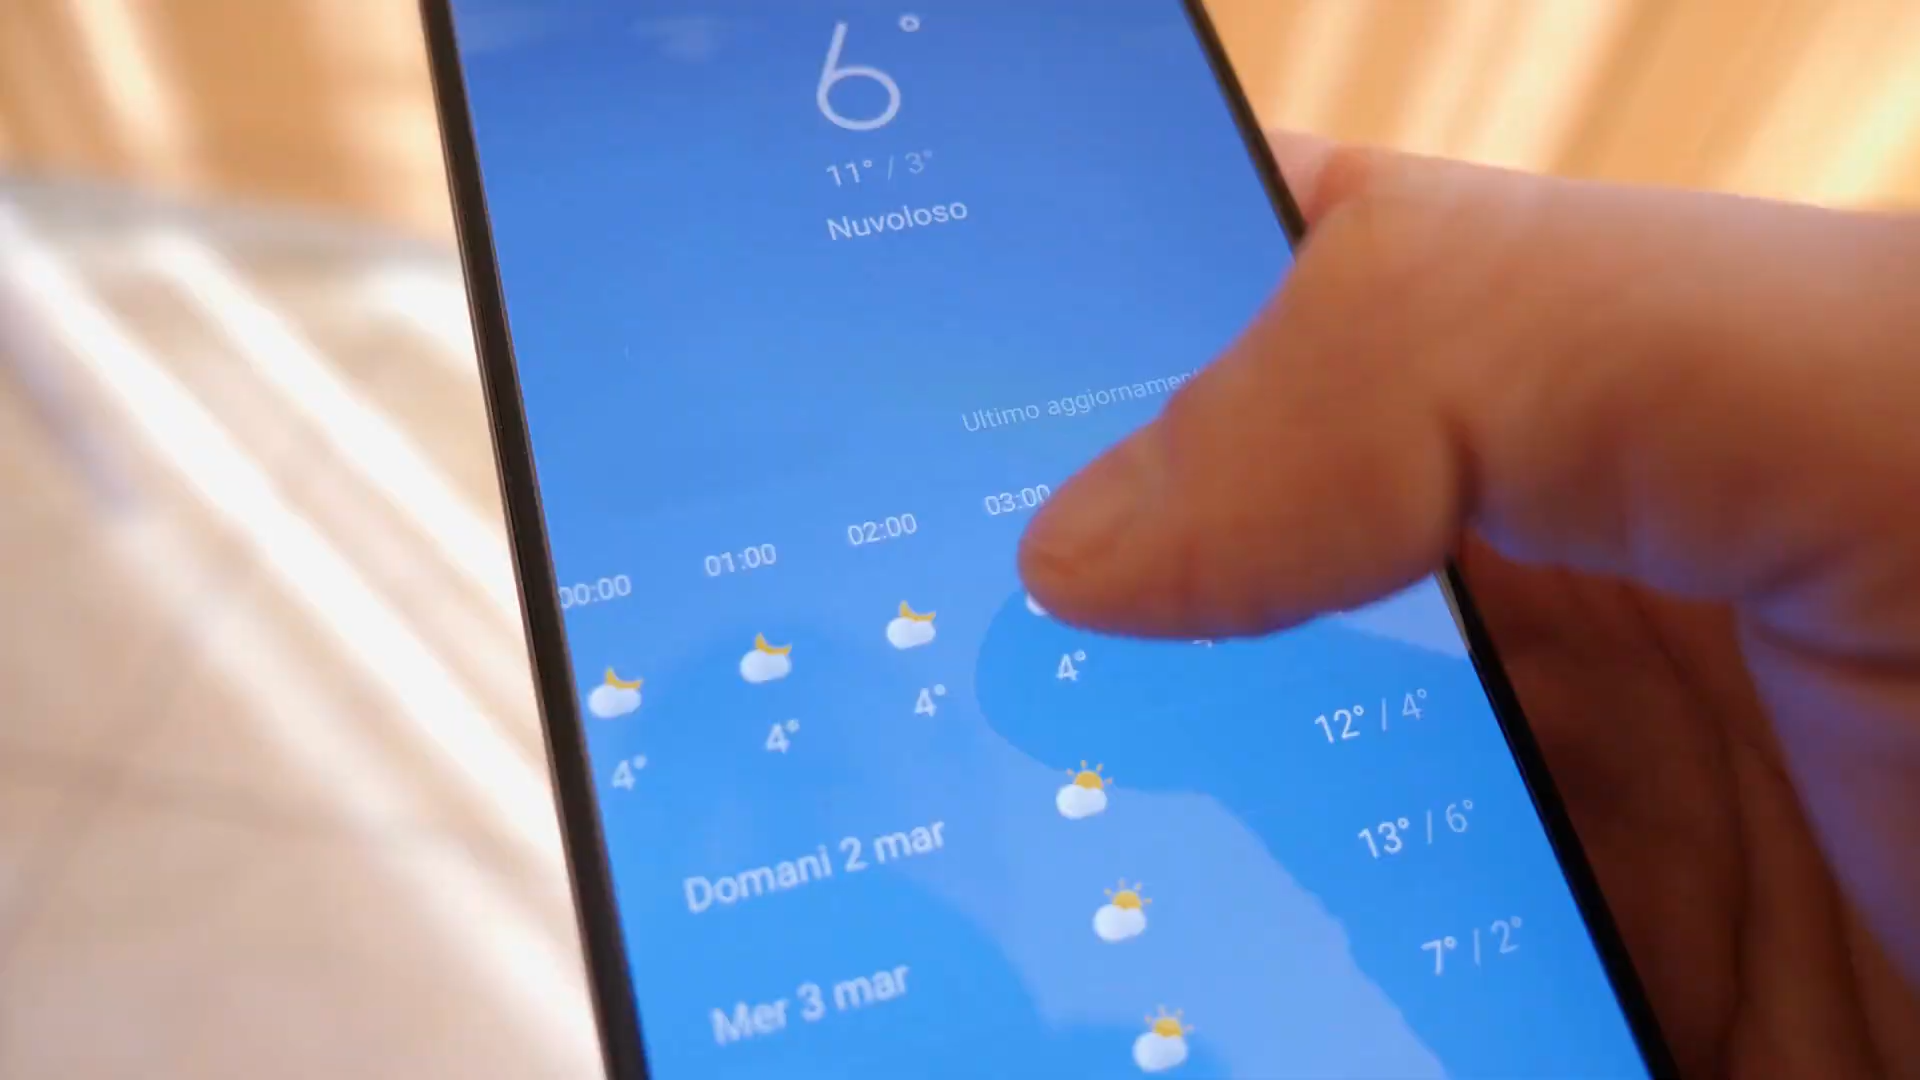 6°
11° / 3°
Nuvoloso
Ultimo
00:00 01:00 02:00 03:00
4° 4° 4° 4°
12° / 4°
Domani 2 mar 13° / 6°
Mer 3 mar 7° / 2°